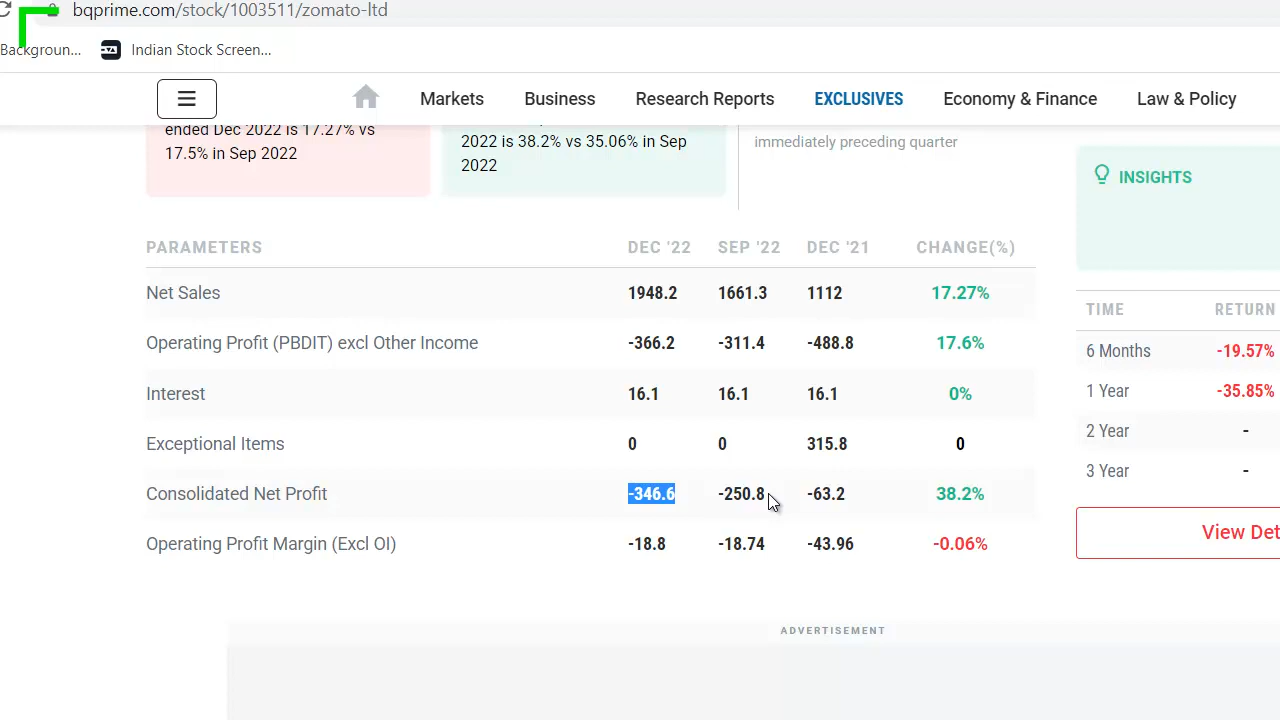 bqprime.com/stock/1003511/zomato-ltd
Backgroun... Indian Stock Screen...
Markets Business Research Reports EXCLUSIVES Economy & Finance Law & Policy
ended Dec 2022 is 17.27% vs
17.5% in Sep 2022
2022 is 38.2% vs 35.06% in Sep
2022
immediately preceding quarter
INSIGHTS
PARAMETERS DEC '22 SEP '22 DEC '21 CHANGE(%)
Net Sales 1948.2 1661.3 1112 17.27%
Operating Profit (PBDIT) excl Other Income -366.2 -311.4 -488.8 17.6%
Interest 16.1 16.1 16.1 0%
Exceptional Items 0 0 315.8 0
Consolidated Net Profit -346.6 -250.8 -63.2 38.2%
Operating Profit Margin (Excl OI) -18.8 -18.74 -43.96 -0.06%
TIME RETURN
6 Months -19.57%
1 Year -35.85%
2 Year -
3 Year -
View Det
ADVERTISEMENT